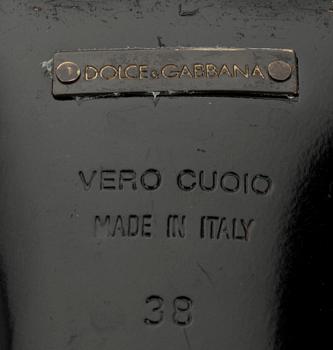 DOLCE & GABBANA
VERO CUOIO
MADE IN ITALY
38